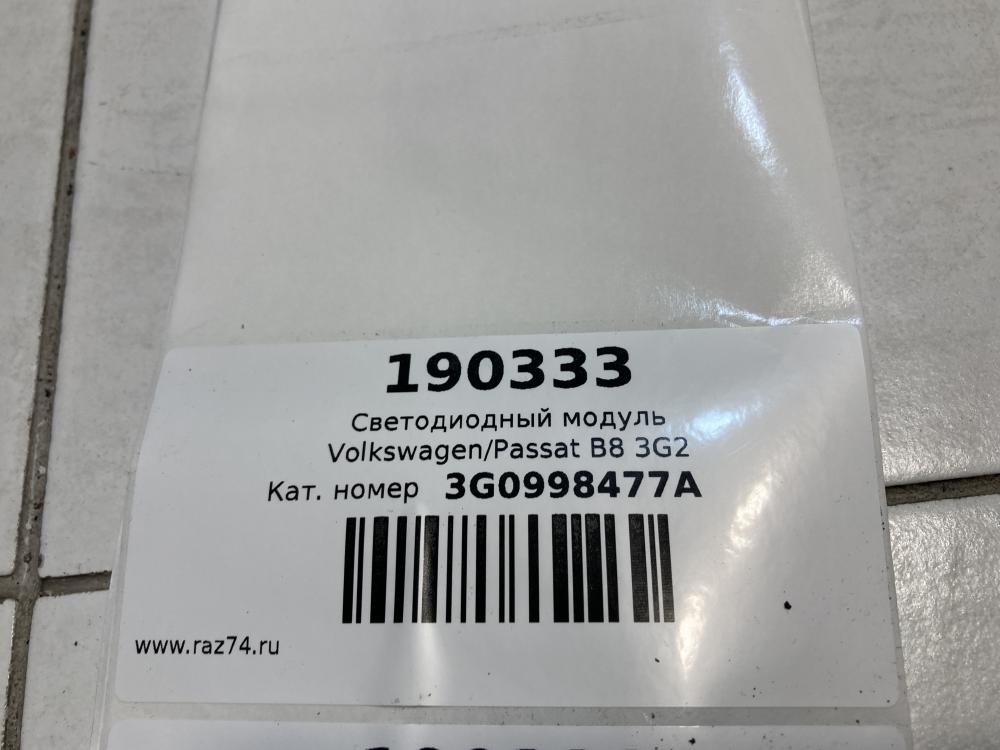 190333
Светодиодный модуль
Volkswagen/Passat B8 3G2
Кат. номер 3G0998477A
www.raz74.ru